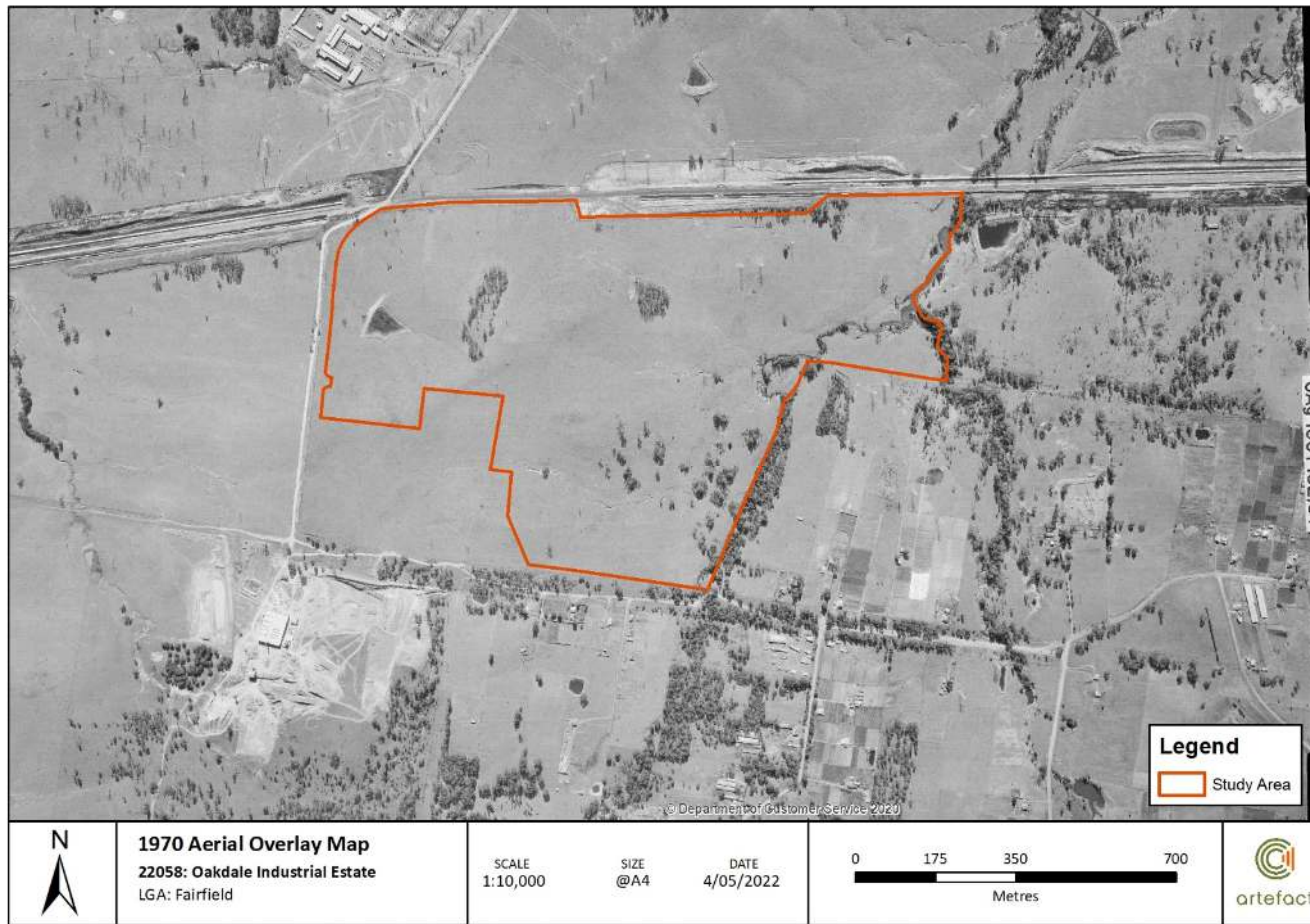 © Department of Customer Service 2020
Legend
Study Area
N
1970 Aerial Overlay Map
22058: Oakdale Industrial Estate
LGA: Fairfield
SCALE
1:10,000
SIZE
@A4
DATE
4/05/2022
0 175 350 700
Metres
artefact